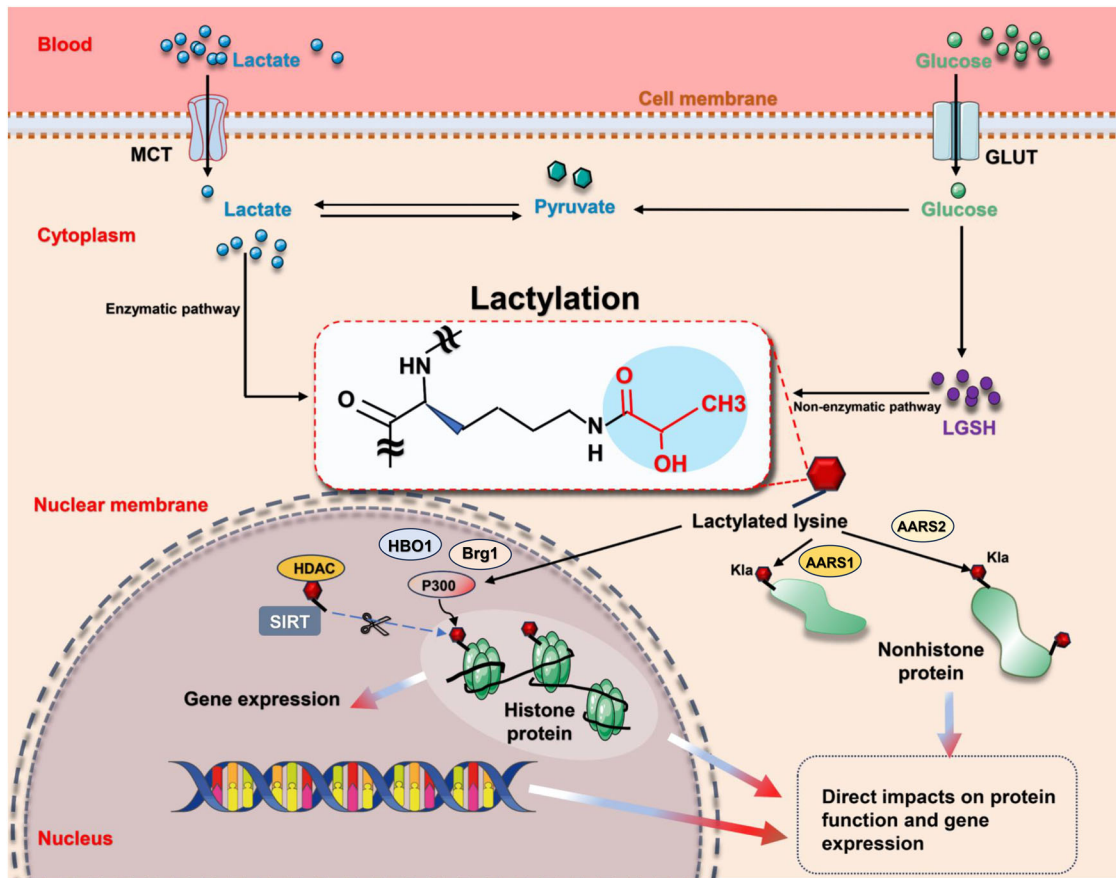 Blood
Lactate
Glucose
Cell membrane
MCT
GLUT
Lactate
Pyruvate
Glucose
Cytoplasm
Enzymatic pathway
Lactylation
HN
O
O
CH3
N
H
OH
Non-enzymatic pathway
LGSH
Nuclear membrane
Lactylated lysine
AARS2
HBO1
Brg1
Kla
AARS1
Kla
HDAC
P300
SIRT
Nonhistone
protein
Gene expression
Histone
protein
Direct impacts on protein
function and gene
expression
Nucleus